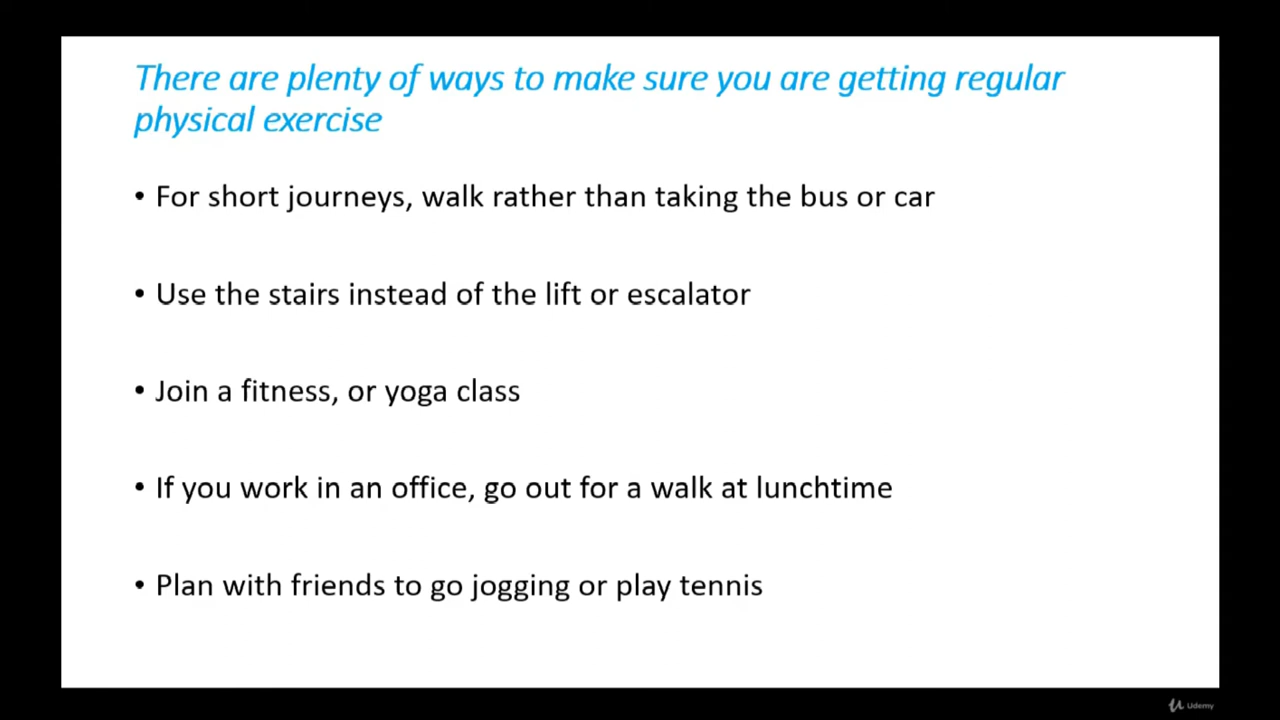 There are plenty of ways to make sure you are getting regular
physical exercise
• For short journeys, walk rather than taking the bus or car
• Use the stairs instead of the lift or escalator
• Join a fitness, or yoga class
• If you work in an office, go out for a walk at lunchtime
• Plan with friends to go jogging or play tennis
Udemy